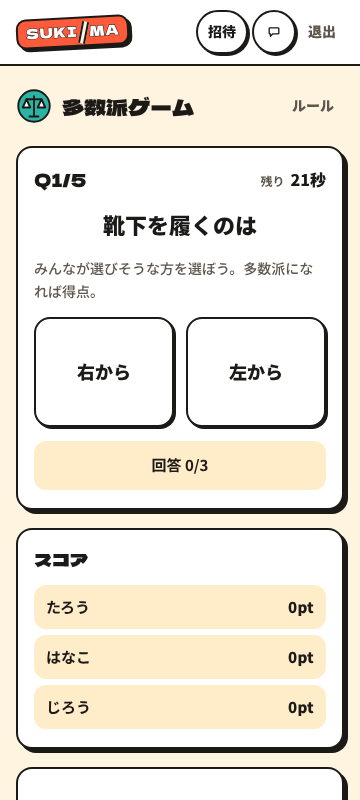 SUKI//MA
招待
退出
多数派ゲーム
ルール
Q1/5
残り 21秒
靴下を履くのは
みんなが選びそうな方を選ぼう。多数派にな
れば得点。
右から
左から
回答 0/3
スコア
たろう 0pt
はなこ 0pt
じろう 0pt